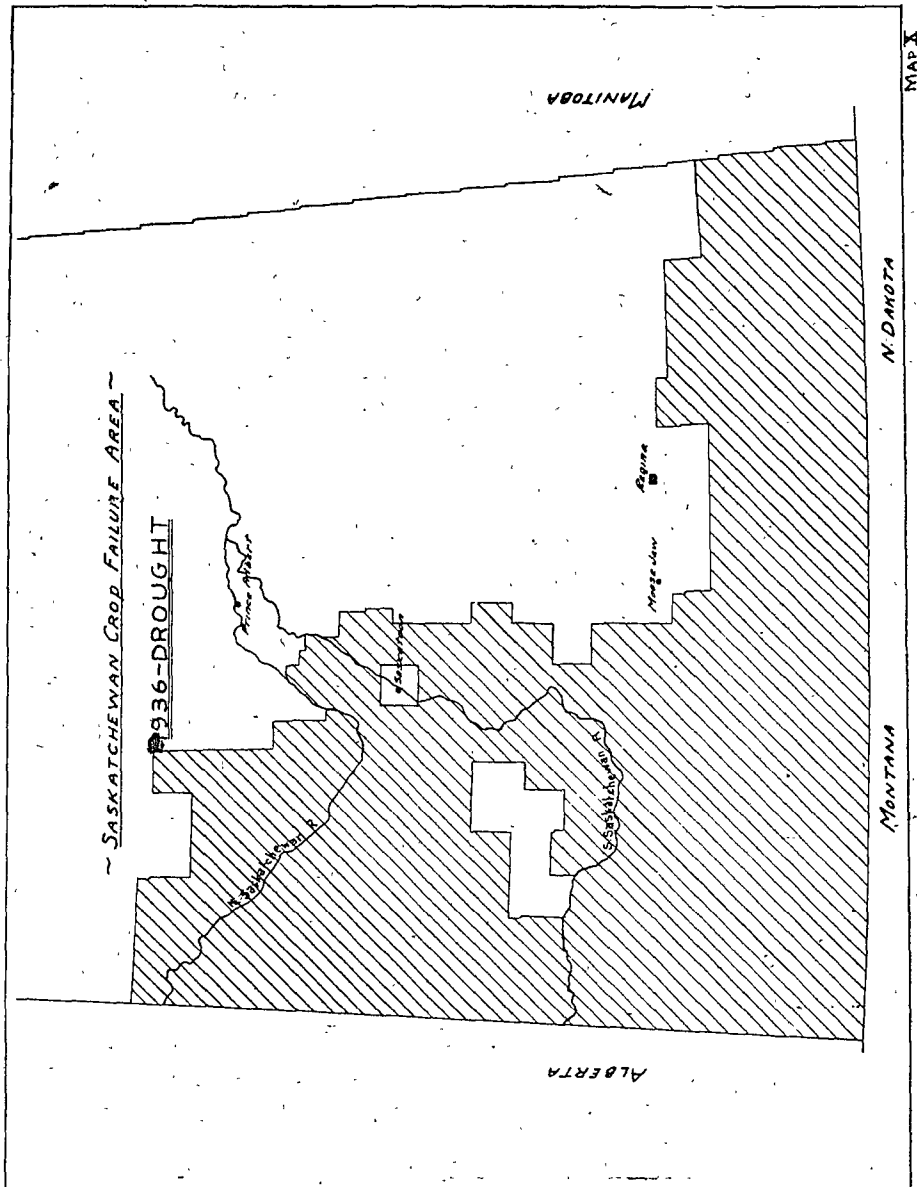 MAP X
~ SASKATCHEWAN CROP FAILURE AREA ~
1936-DROUGHT
MANITOBA
ALBERTA
N. DAKOTA
MONTANA
Prince Albert
Saskatoon
Regina
Moose Jaw
N. Saskatchewan R.
S. Saskatchewan R.